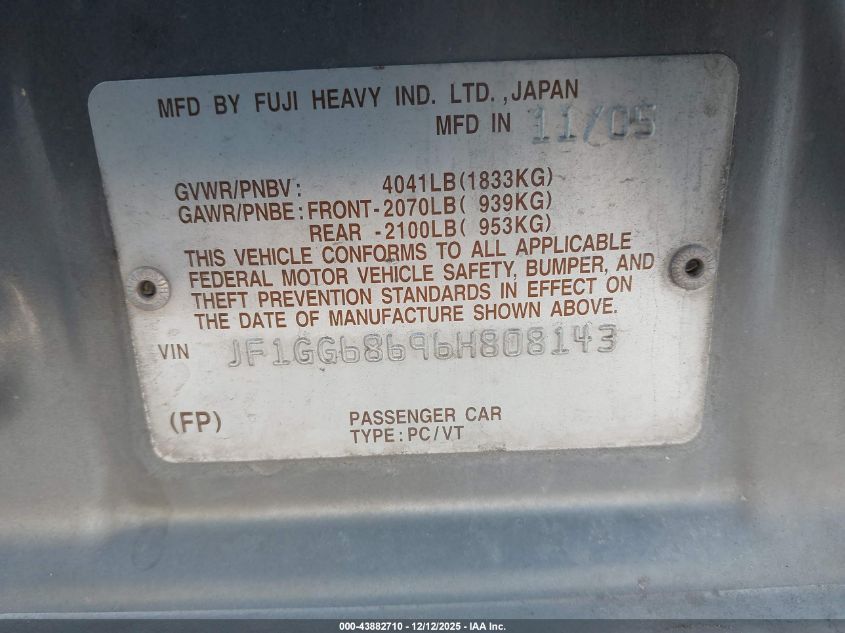 MFD BY FUJI HEAVY IND. LTD.,JAPAN
MFD IN 11/05
GVWR/PNBV: 4041LB(1833KG)
GAWR/PNBE:FRONT-2070LB( 939KG)
REAR -2100LB( 953KG)
THIS VEHICLE CONFORMS TO ALL APPLICABLE
FEDERAL MOTOR VEHICLE SAFETY, BUMPER, AND
THEFT PREVENTION STANDARDS IN EFFECT ON
THE DATE OF MANUFACTURE SHOWN ABOVE.
VIN JF1GG68696H808143
(FP) PASSENGER CAR
TYPE:PC/VT
000-43882710 - 12/12/2025 - IAA Inc.